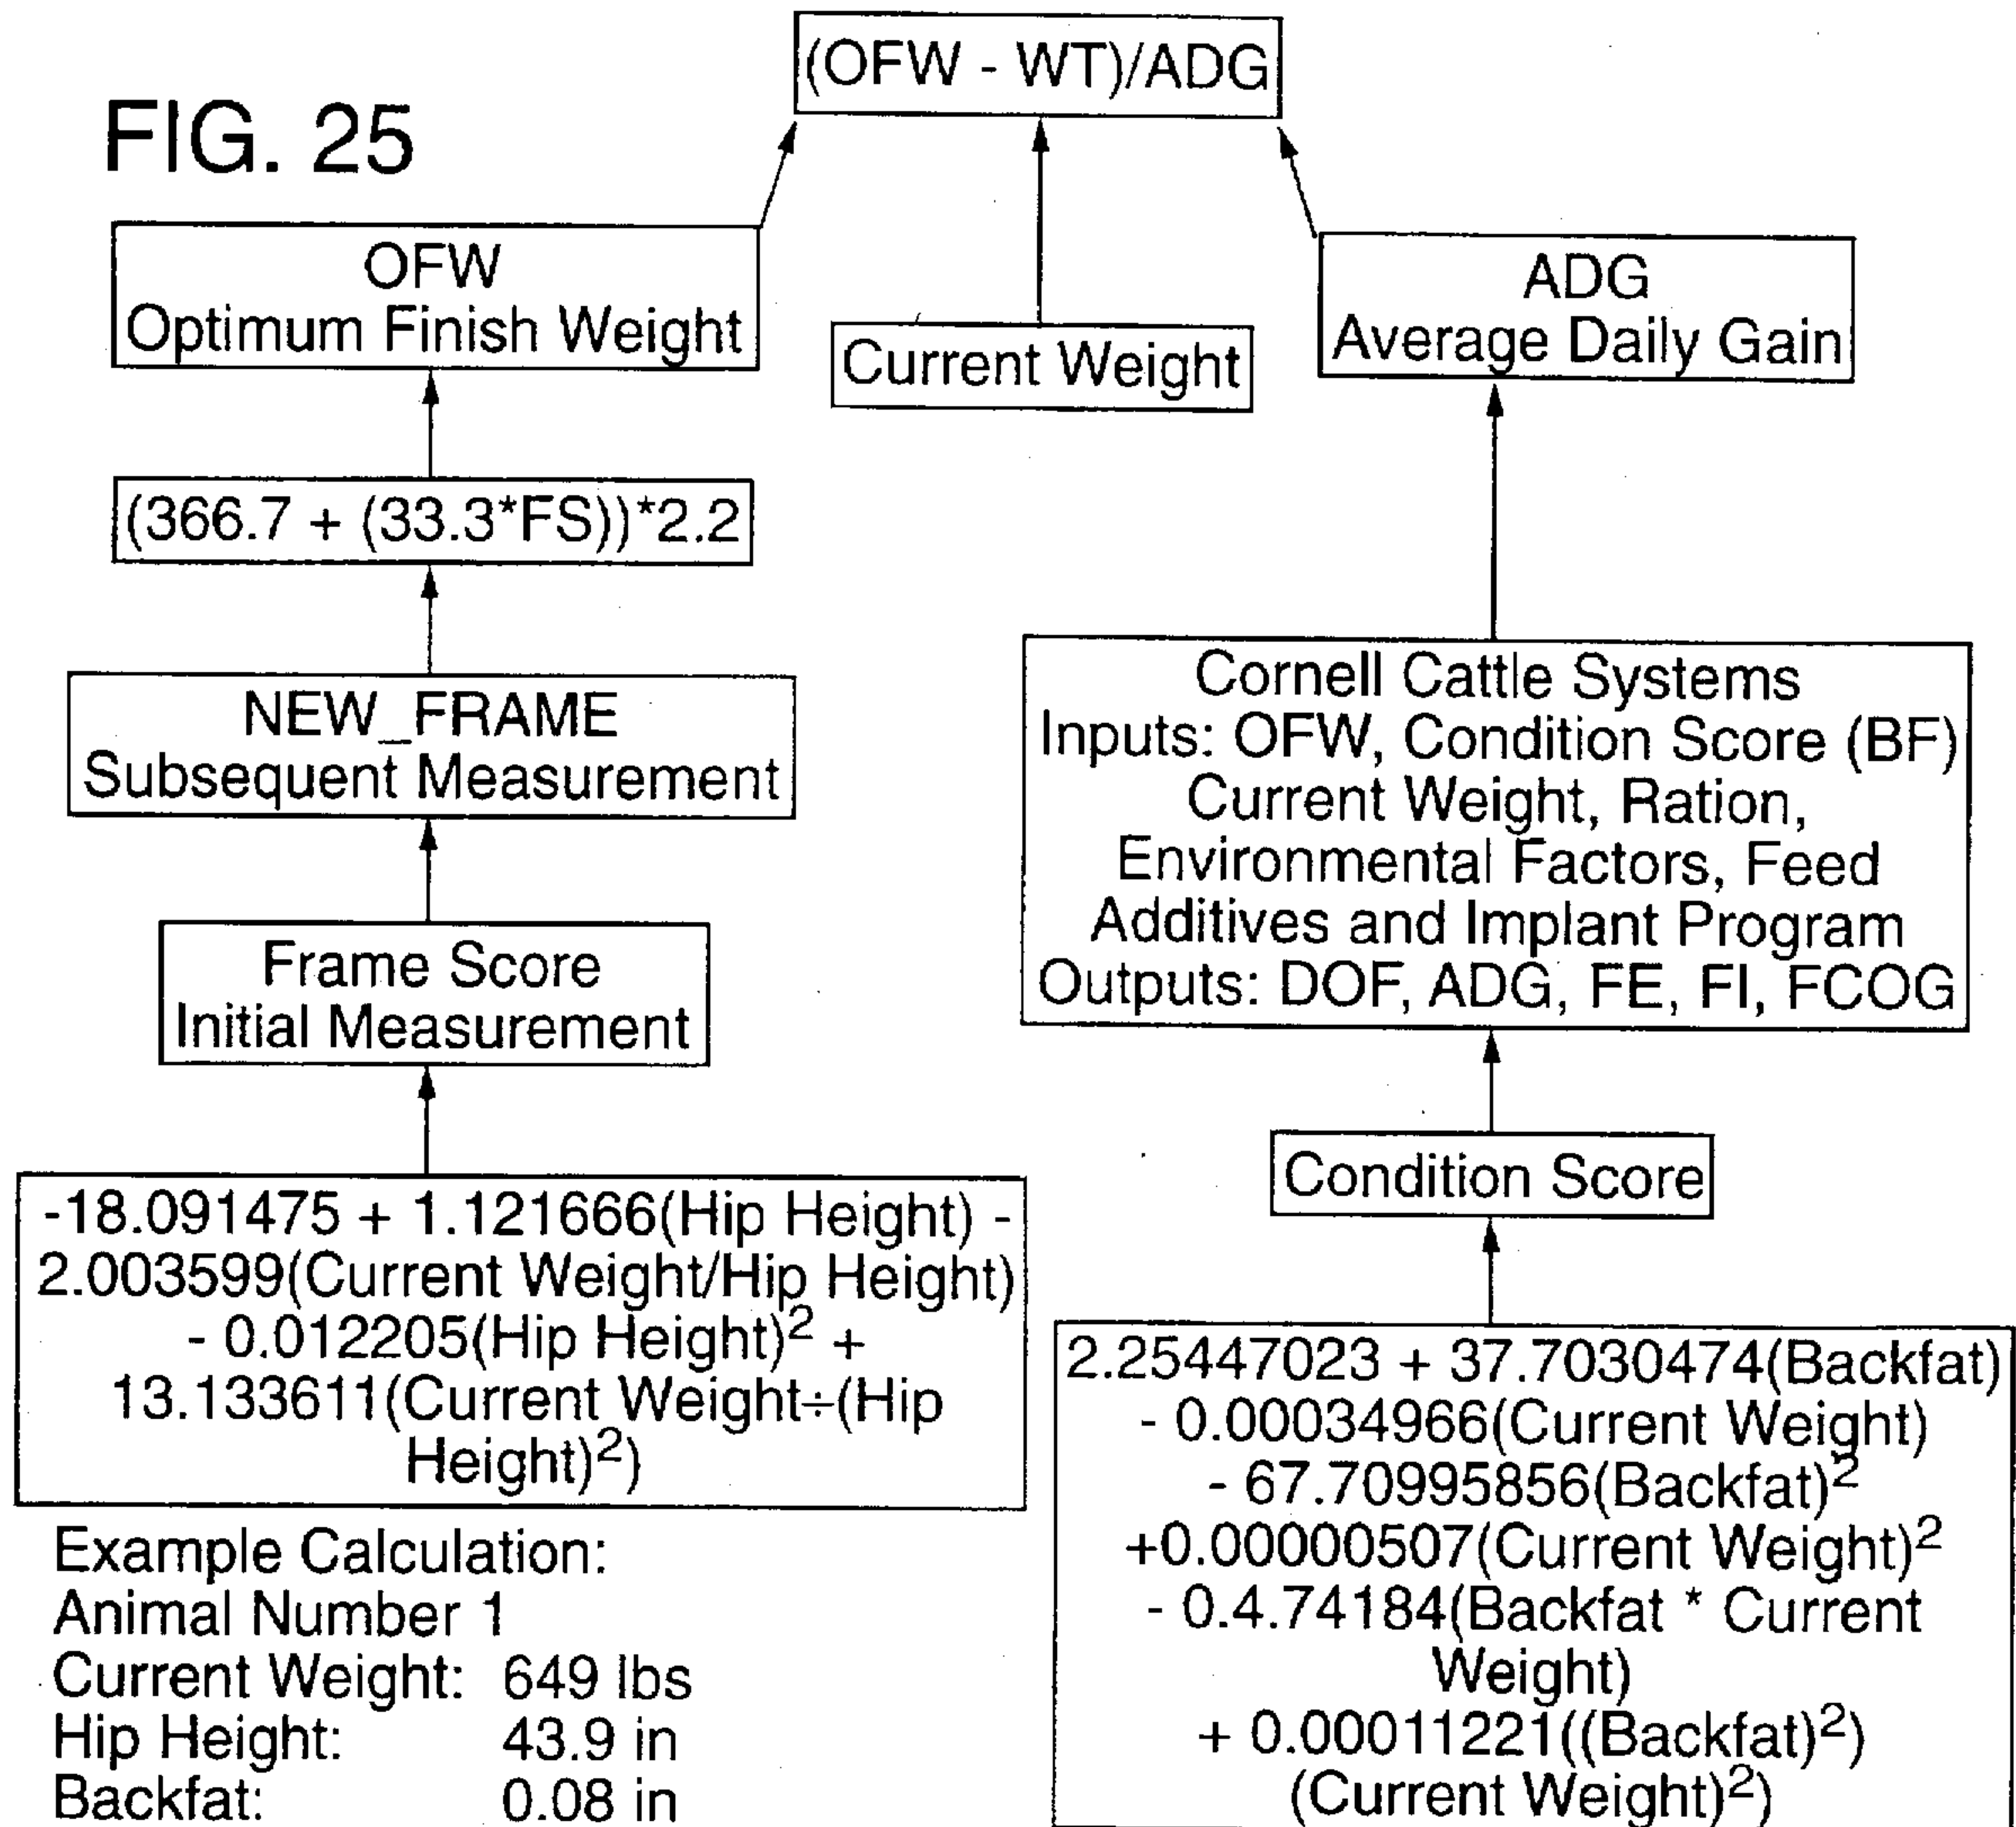 (OFW - WT)/ADG
FIG. 25
OFW
Optimum Finish Weight
Current Weight
ADG
Average Daily Gain
(366.7 + (33.3*FS))*2.2
NEW_FRAME
Subsequent Measurement
Frame Score
Initial Measurement
-18.091475 + 1.121666(Hip Height) -
2.003599(Current Weight/Hip Height)
- 0.012205(Hip Height)² +
13.133611(Current Weight÷(Hip
Height)²)
Cornell Cattle Systems
Inputs: OFW, Condition Score (BF)
Current Weight, Ration,
Environmental Factors, Feed
Additives and Implant Program
Outputs: DOF, ADG, FE, FI, FCOG
Condition Score
2.25447023 + 37.7030474(Backfat)
- 0.00034966(Current Weight)
- 67.70995856(Backfat)²
+0.00000507(Current Weight)²
- 0.4.74184(Backfat * Current
Weight)
+ 0.00011221((Backfat)²)
(Current Weight)²)
Example Calculation:
Animal Number 1
Current Weight: 649 lbs
Hip Height: 43.9 in
Backfat: 0.08 in